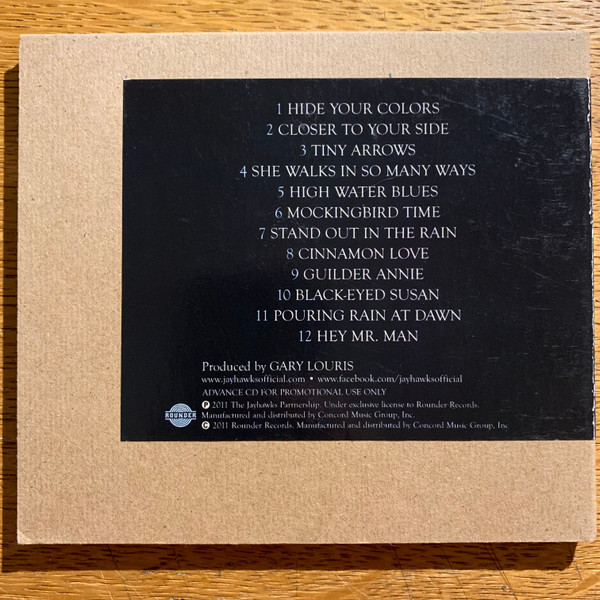 1 HIDE YOUR COLORS
2 CLOSER TO YOUR SIDE
3 TINY ARROWS
4 SHE WALKS IN SO MANY WAYS
5 HIGH WATER BLUES
6 MOCKINGBIRD TIME
7 STAND OUT IN THE RAIN
8 CINNAMON LOVE
9 GUILDER ANNIE
10 BLACK-EYED SUSAN
11 POURING RAIN AT DAWN
12 HEY MR. MAN
Produced by GARY LOURIS
www.jayhawksofficial.com • www.facebook.com/jayhawksofficial
ADVANCE CD FOR PROMOTIONAL USE ONLY
℗ 2011 The Jayhawks Partnership. Under exclusive license to Rounder Records.
Manufactured and distributed by Concord Music Group, Inc.
© 2011 Rounder Records. Manufactured and distributed by Concord Music Group, Inc
ROUNDER